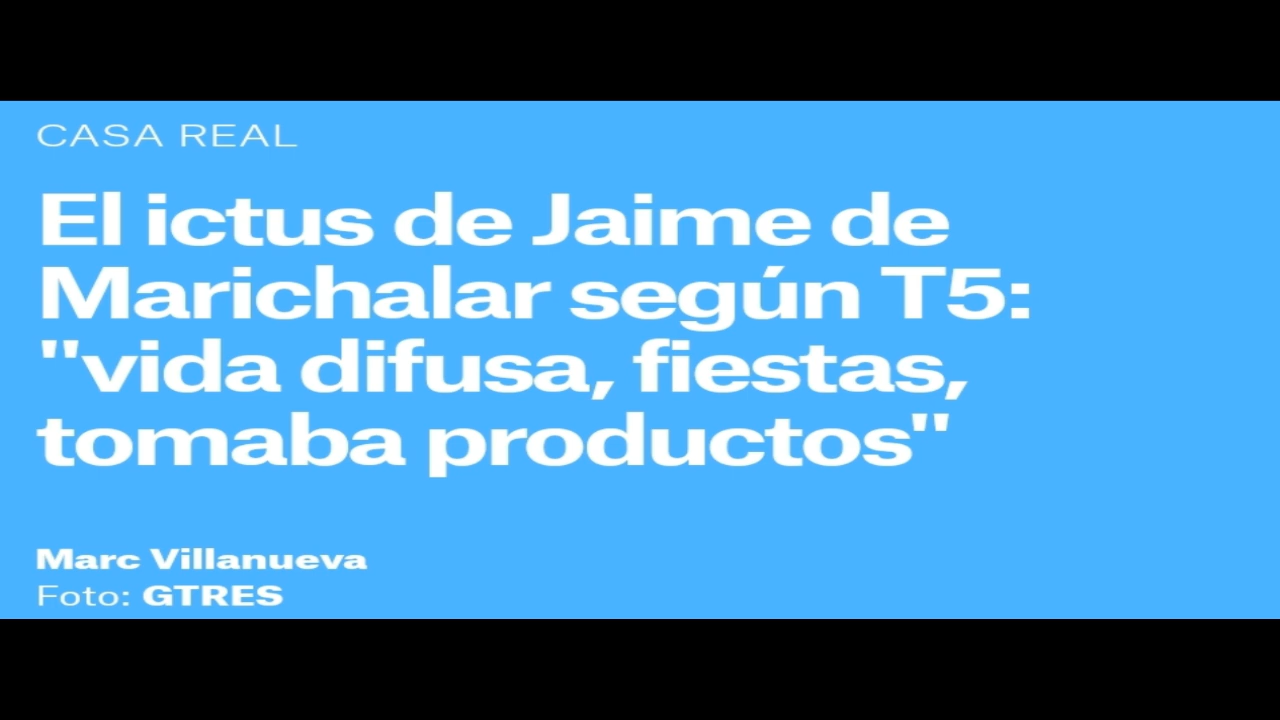 CASA REAL
El ictus de Jaime de
Marichalar según T5:
"vida difusa, fiestas,
tomaba productos"
Marc Villanueva
Foto: GTRES